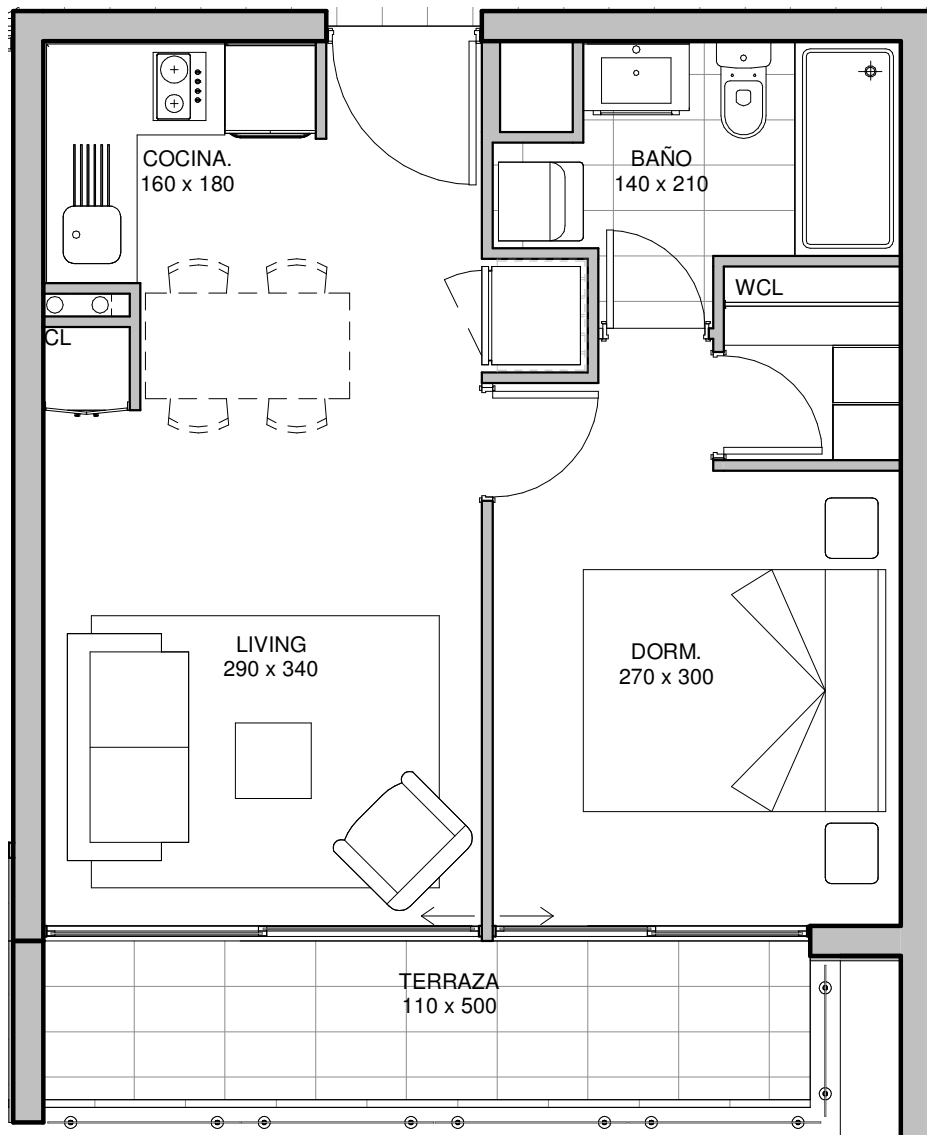 COCINA.
160 x 180
BAÑO
140 x 210
WCL
CL
LIVING
290 x 340
DORM.
270 x 300
TERRAZA
110 x 500